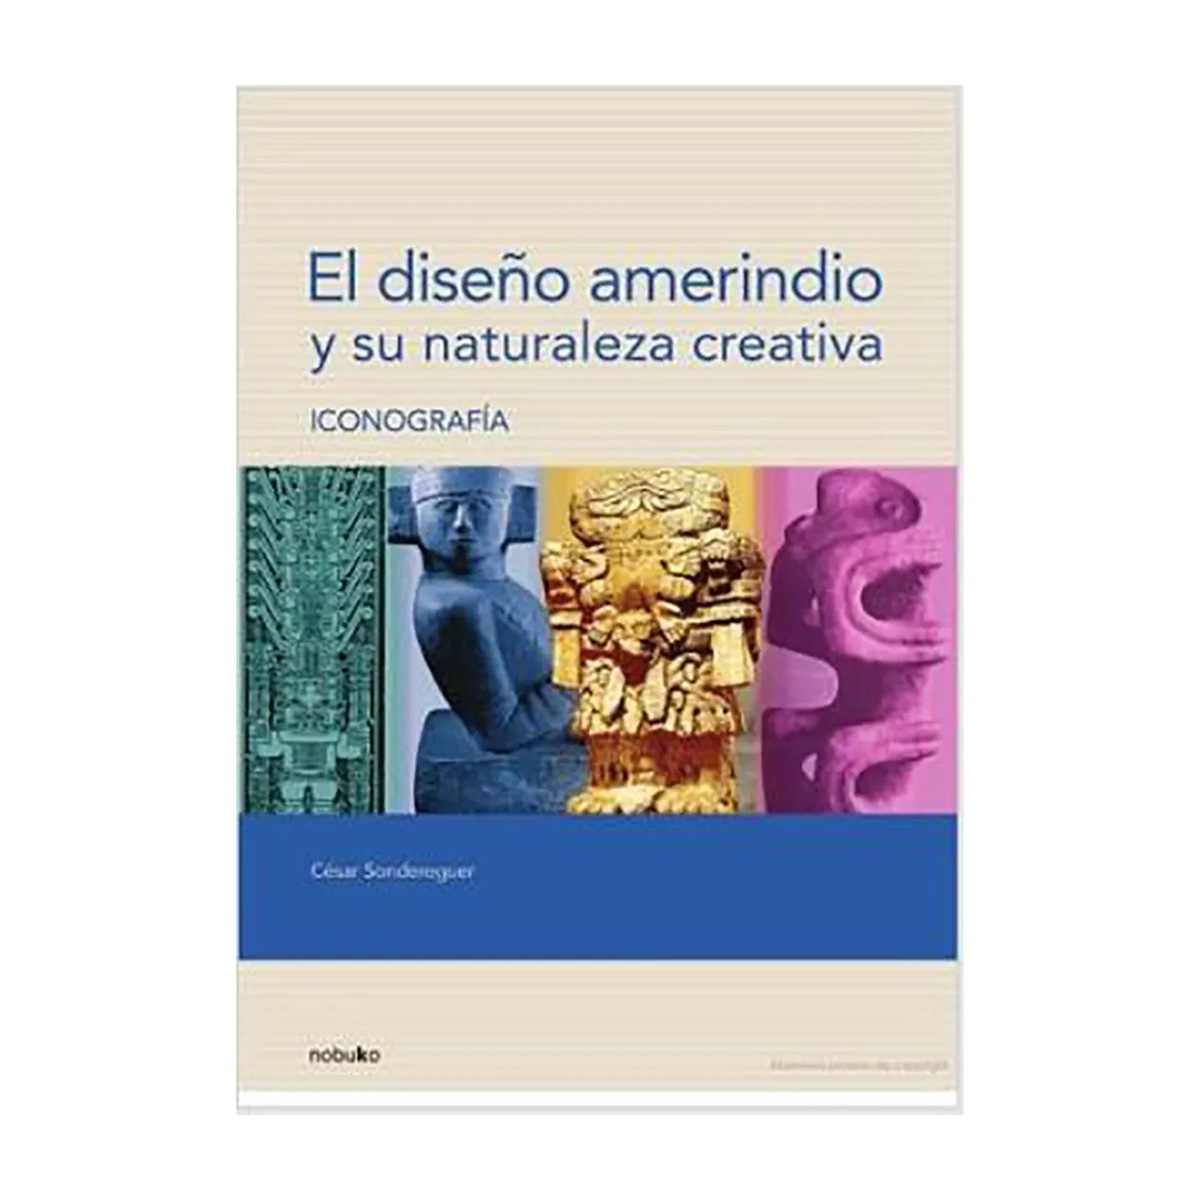 El diseño amerindio
y su naturaleza creativa
ICONOGRAFÍA
César Sondereguer
nobuko